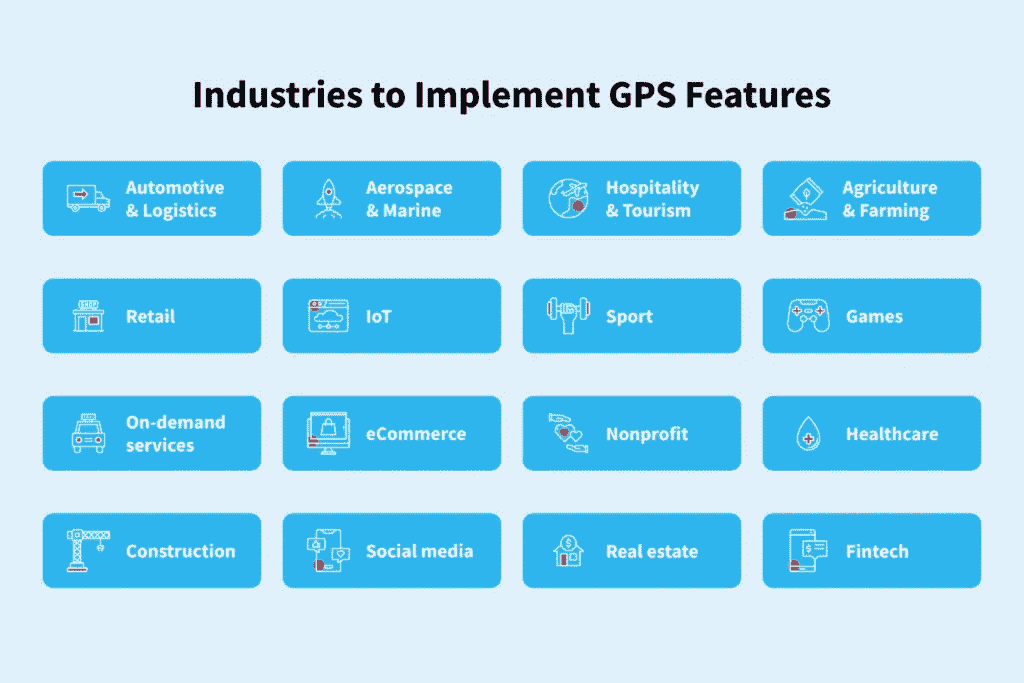 Industries to Implement GPS Features
Automotive
& Logistics
Aerospace
& Marine
Hospitality
& Tourism
Agriculture
& Farming
SHOP
Retail
IoT
Sport
Games
On-demand
services
eCommerce
Nonprofit
Healthcare
Construction
Social media
$
Real estate
$
Fintech